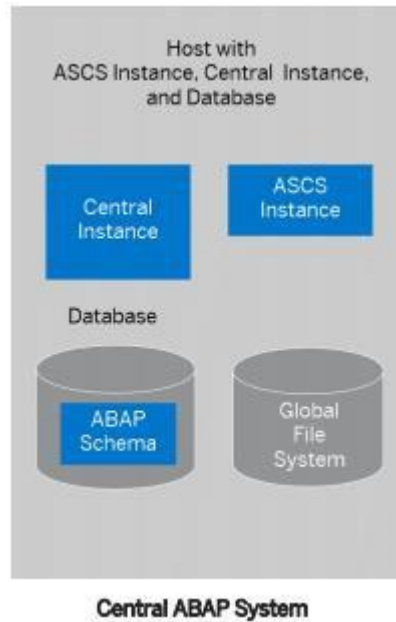 Host with
ASCS Instance, Central Instance,
and Database
Central
Instance
ASCS
Instance
Database
ABAP
Schema
Global
File
System
Central ABAP System